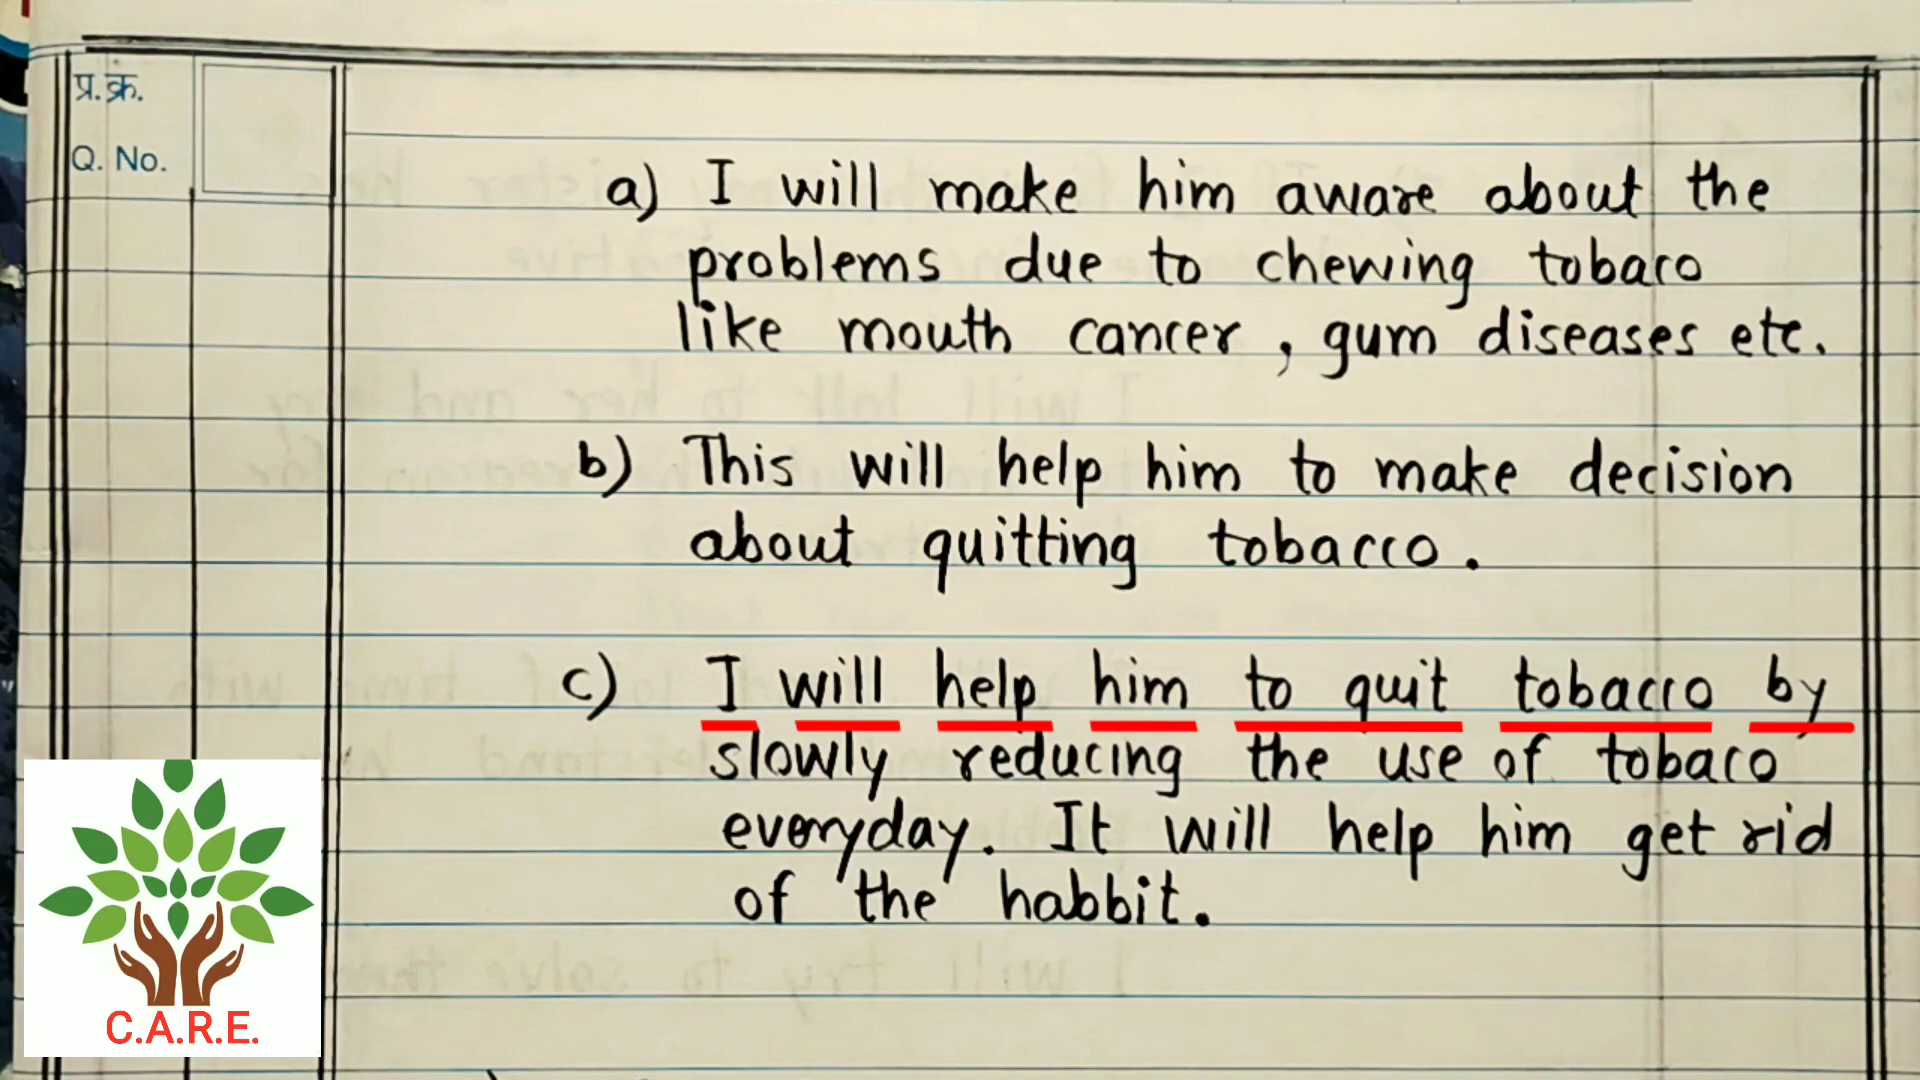 प्र.क्र.
Q. No.
a) I will make him aware about the
problems due to chewing tobaco
like mouth cancer, gum diseases etc.
b) This will help him to make decision
about quitting tobacco.
c) I will help him to quit tobacco by
slowly reducing the use of tobaco
everyday. It will help him get rid
of the habbit.
C.A.R.E.